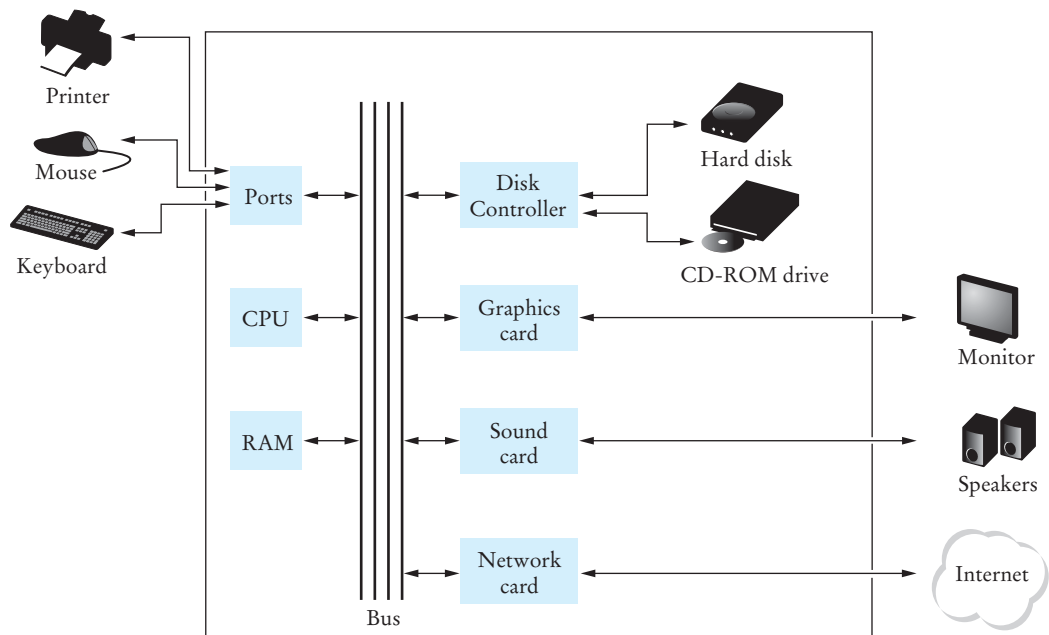 Printer
Mouse
Keyboard
Ports
CPU
RAM
Bus
Disk
Controller
Graphics
card
Sound
card
Network
card
Hard disk
CD-ROM drive
Monitor
Speakers
Internet